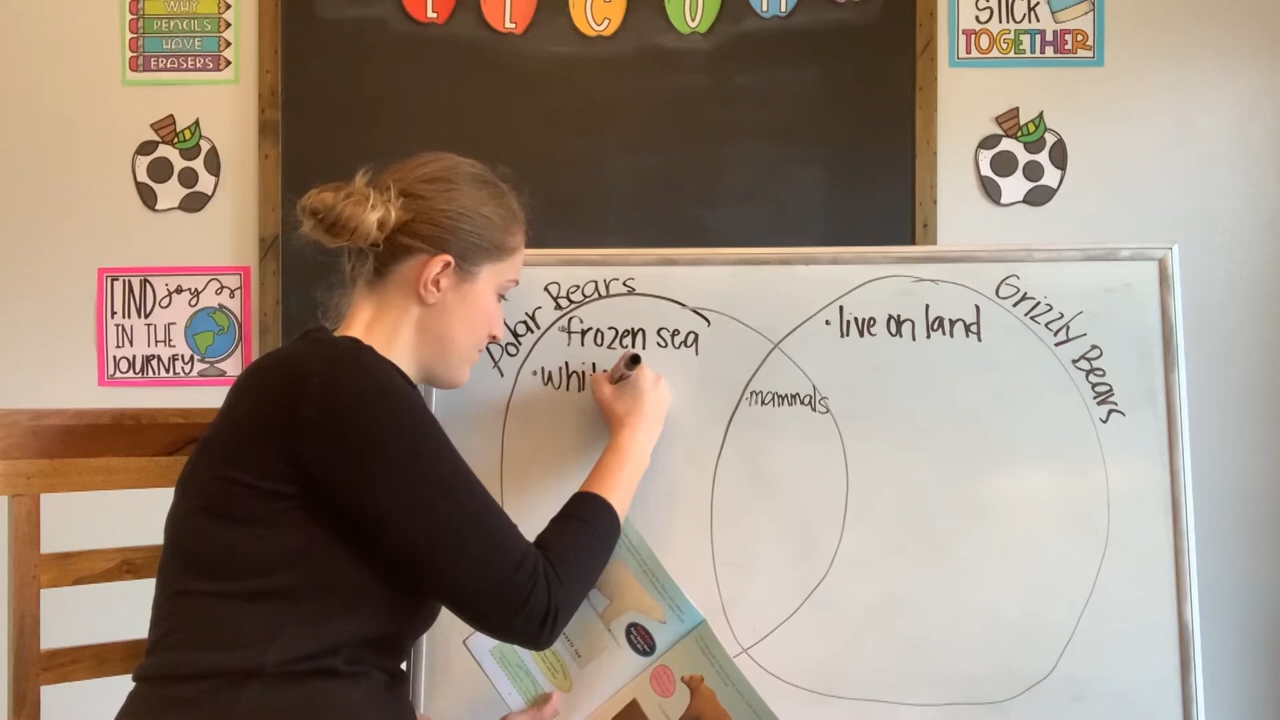 WHY
PENCILS
HAVE
ERASERS
L C O
STICK
TOGETHER
FIND joy
IN THE
JOURNEY
Polar Bears
•frozen sea
•whi
•mammals
Grizzly Bears
•live on land